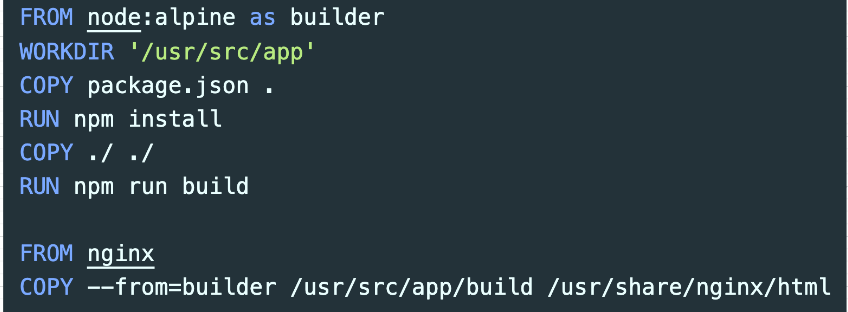 FROM node:alpine as builder
WORKDIR '/usr/src/app'
COPY package.json .
RUN npm install
COPY ./ ./
RUN npm run build
FROM nginx
COPY --from=builder /usr/src/app/build /usr/share/nginx/html